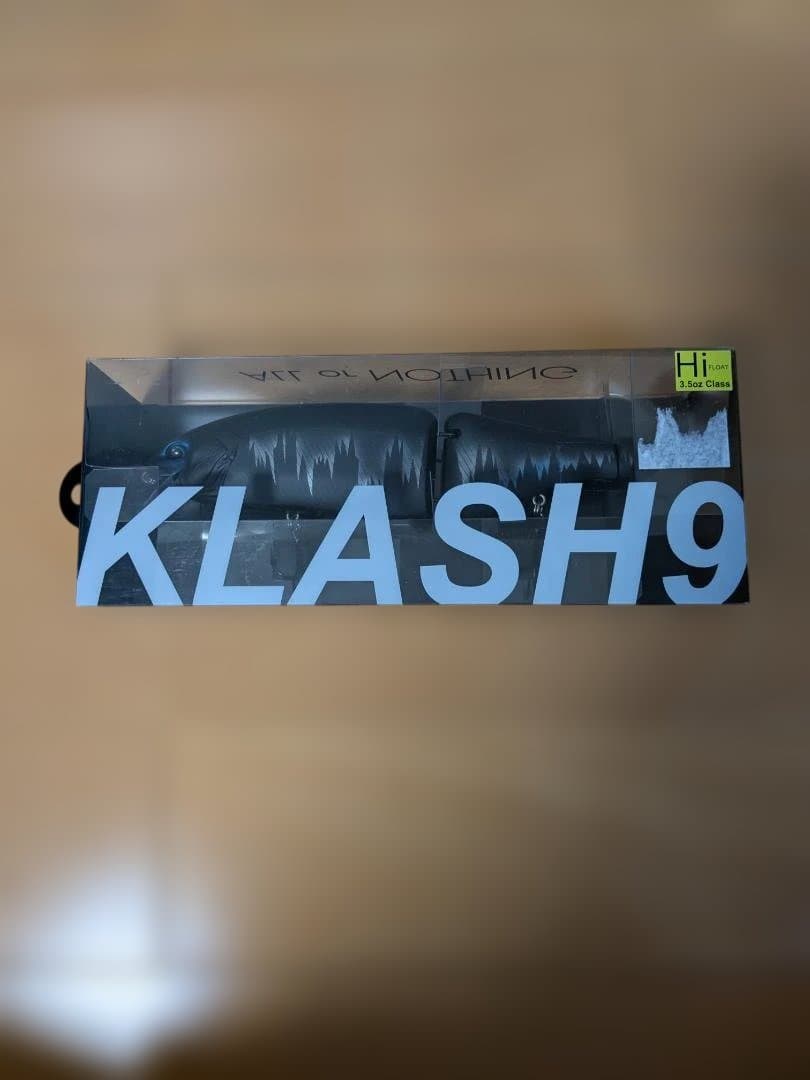 ALL or NOTHING
Hi FLOAT
3.5oz Class
KLASH9